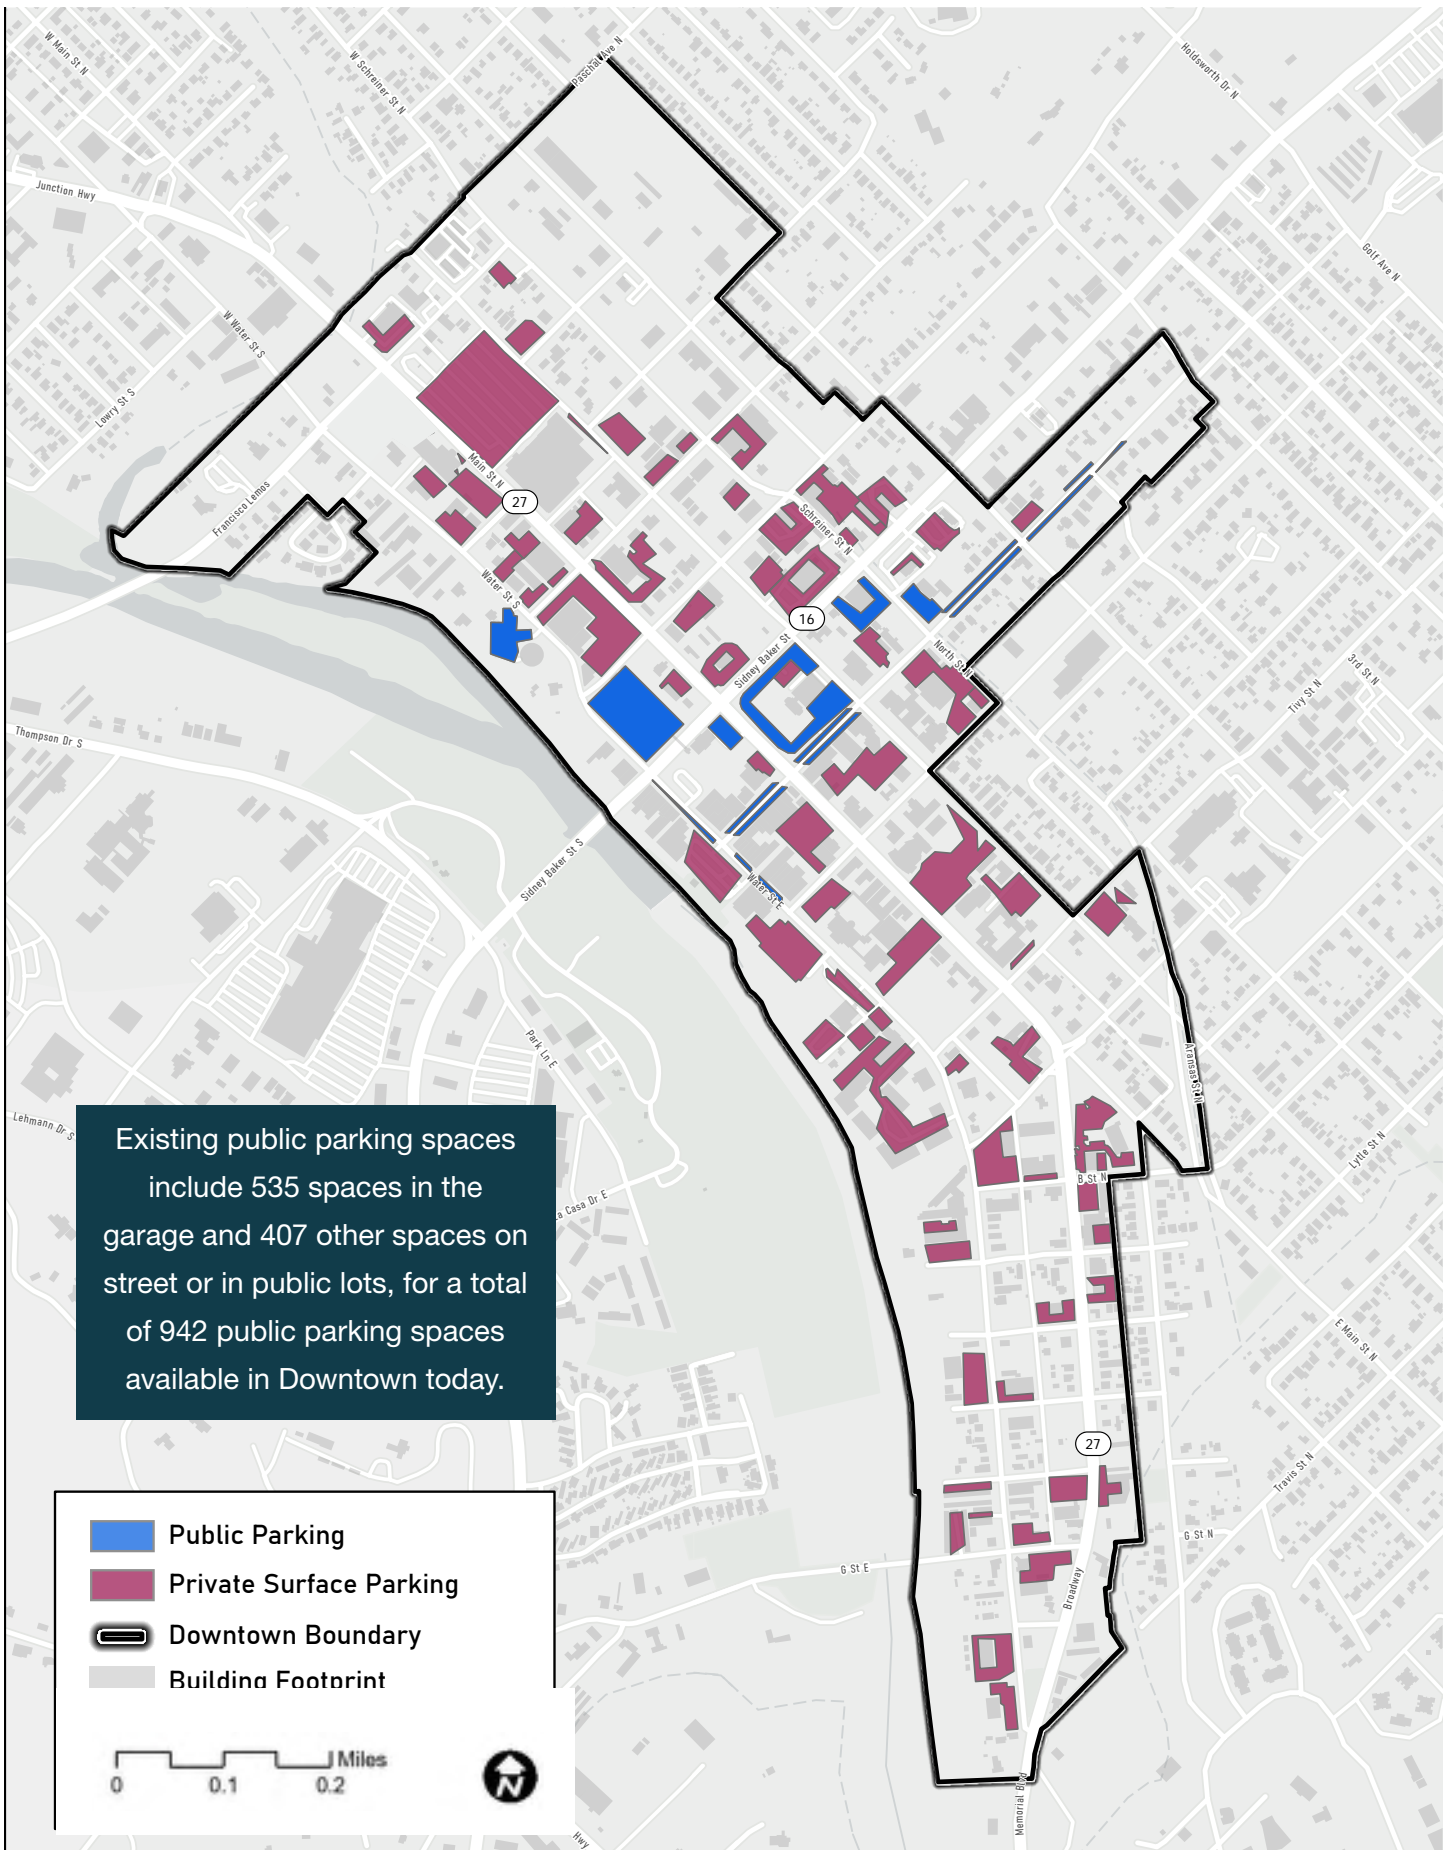 Paschal Ave N
W Main St N
W Schreiner St N
Holdsworth Dr N
Junction Hwy
Golf Ave N
W Water St S
Lowry St S
Main St N
27
Francisco Lemos
Schreiner St N
Water St S
16
Sidney Baker St
North St N
3rd St N
Tivy St N
Thompson Dr S
Sidney Baker St S
Water St E
Park Ln E
Aransas St N
Lehmann Dr S
Lytle St N
B St N
a Casa Dr E
E Main St N
Existing public parking spaces
include 535 spaces in the
garage and 407 other spaces on
street or in public lots, for a total
of 942 public parking spaces
available in Downtown today.
27
Travis St N
G St N
G St E
Broadway
Public Parking
Private Surface Parking
Downtown Boundary
Building Footprint
Miles
0 0.1 0.2
N
Memorial Blvd
Hwy